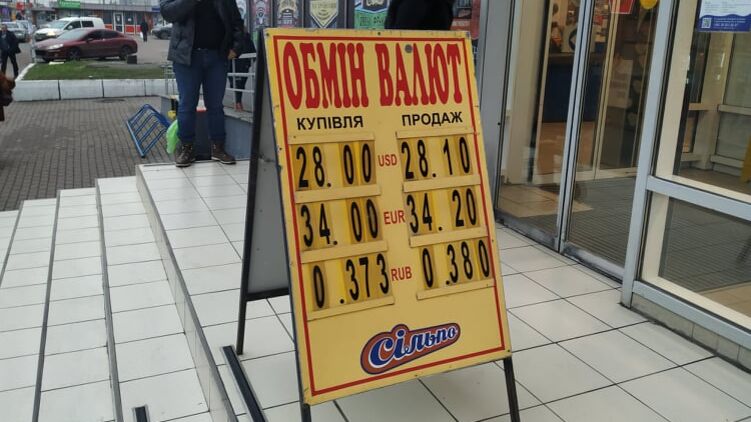 ОБМІН ВАЛЮТ
КУПІВЛЯ ПРОДАЖ
28.00 USD 28.10
34.00 EUR 34.20
0.373 RUB 0.380
Сільпо